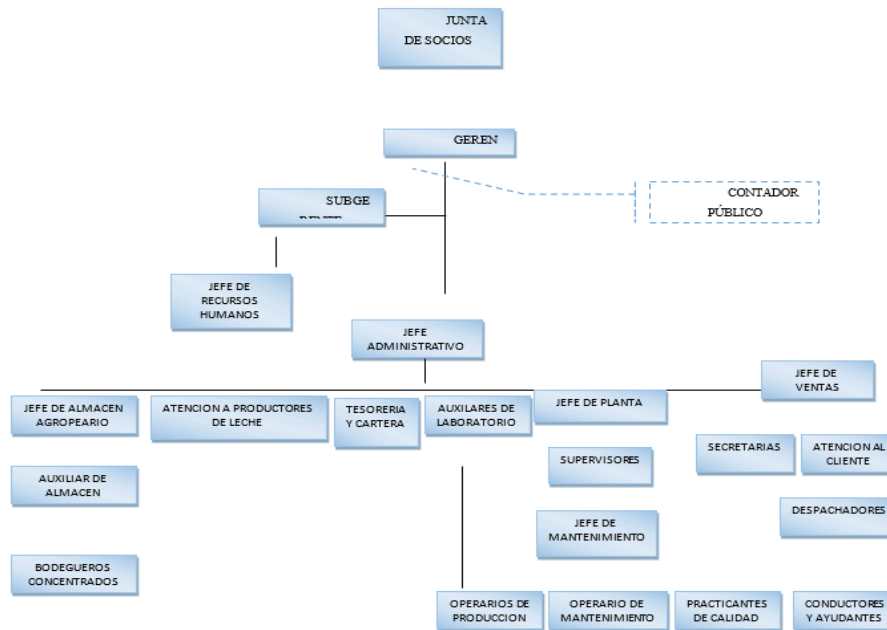 JUNTA
DE SOCIOS
GEREN
SUBGE
CONTADOR
PÚBLICO
JEFE DE
RECURSOS
HUMANOS
JEFE
ADMINISTRATIVO
JEFE DE
VENTAS
JEFE DE ALMACEN
AGROPEARIO
ATENCION A PRODUCTORES
DE LECHE
TESORERIA
Y CARTERA
AUXILARES DE
LABORATORIO
JEFE DE PLANTA
SUPERVISORES
SECRETARIAS
ATENCION AL
CLIENTE
AUXILIAR DE
ALMACEN
JEFE DE
MANTENIMIENTO
DESPACHADORES
BODEGUEROS
CONCENTRADOS
OPERARIOS DE
PRODUCCION
OPERARIO DE
MANTENIMIENTO
PRACTICANTES
DE CALIDAD
CONDUCTORES
Y AYUDANTES